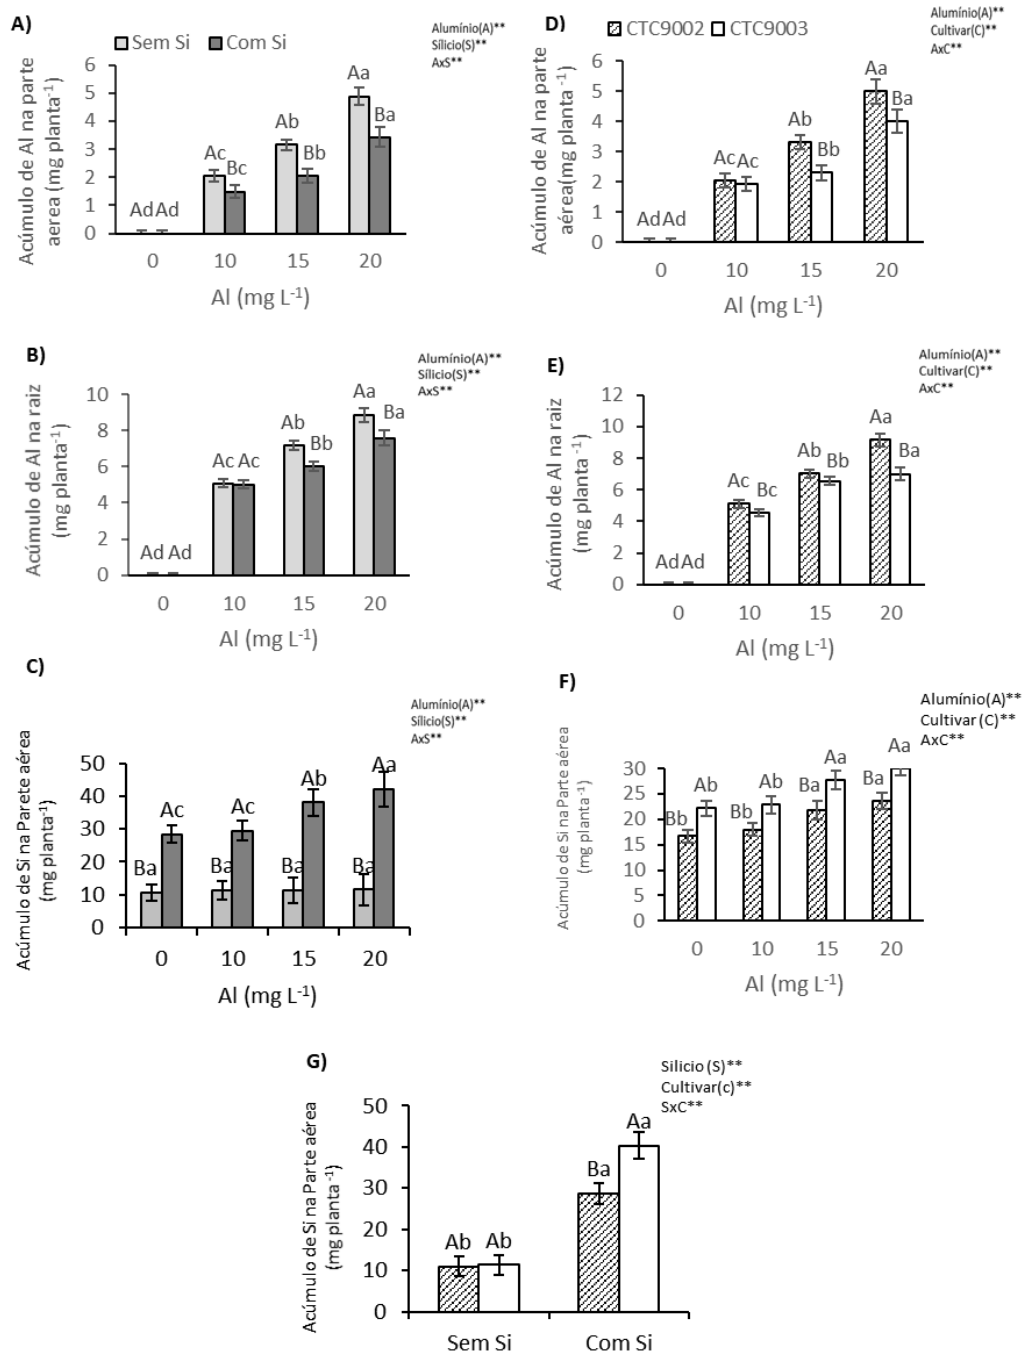 A)
Sem Si Com Si
Alumínio(A)**
Sílicio(S)**
AxS**
Acúmulo de Al na parte
aerea (mg planta-1)
6
5
4
3
2
1
0
Ad Ad
Ac
Bc
Ab
Bb
Aa
Ba
0 10 15 20
Al (mg L-1)
D)
CTC9002 CTC9003
Alumínio(A)**
Cultivar(C)**
AxC**
Acúmulo de Al na parte
aérea(mg planta -1)
6
5
4
3
2
1
0
Ad Ad
Ac Ac
Ab
Bb
Aa
Ba
0 10 15 20
Al (mg L-1)
B)
Alumínio(A)**
Sílicio(S)**
AxS**
Acúmulo de Al na raiz
(mg planta-1)
10
8
6
4
2
0
Ad Ad
Ac Ac
Ab
Bb
Aa
Ba
0 10 15 20
Al (mg L-1)
E)
Alumínio(A)**
Cultivar(C)**
AxC**
Acúmulo de Al na raiz
(mg planta -1)
12
10
8
6
4
2
0
Ad Ad
Ac
Bc
Ab
Bb
Aa
Ba
0 10 15 20
Al (mg L-1)
C)
Alumínio(A)**
Sílicio(S)**
AxS**
Acúmulo de Si na Parete aérea
(mg planta-1)
50
40
30
20
10
0
Ba
Ac
Ba
Ac
Ba
Ab
Ba
Aa
0 10 15 20
Al (mg L-1)
F)
Alumínio(A)**
Cultivar (C)**
AxC**
Acúmulo de Si na Parte aérea
(mg planta-1)
30
25
20
15
10
5
0
Bb
Ab
Bb
Ab
Ba
Aa
Ba
Aa
0 10 15 20
Al (mg L-1)
G)
Silicio (S)**
Cultivar(c)**
SxC**
Acúmulo de Si na Parte aérea
(mg planta -1)
50
40
30
20
10
0
Ab Ab
Ba
Aa
Sem Si Com Si